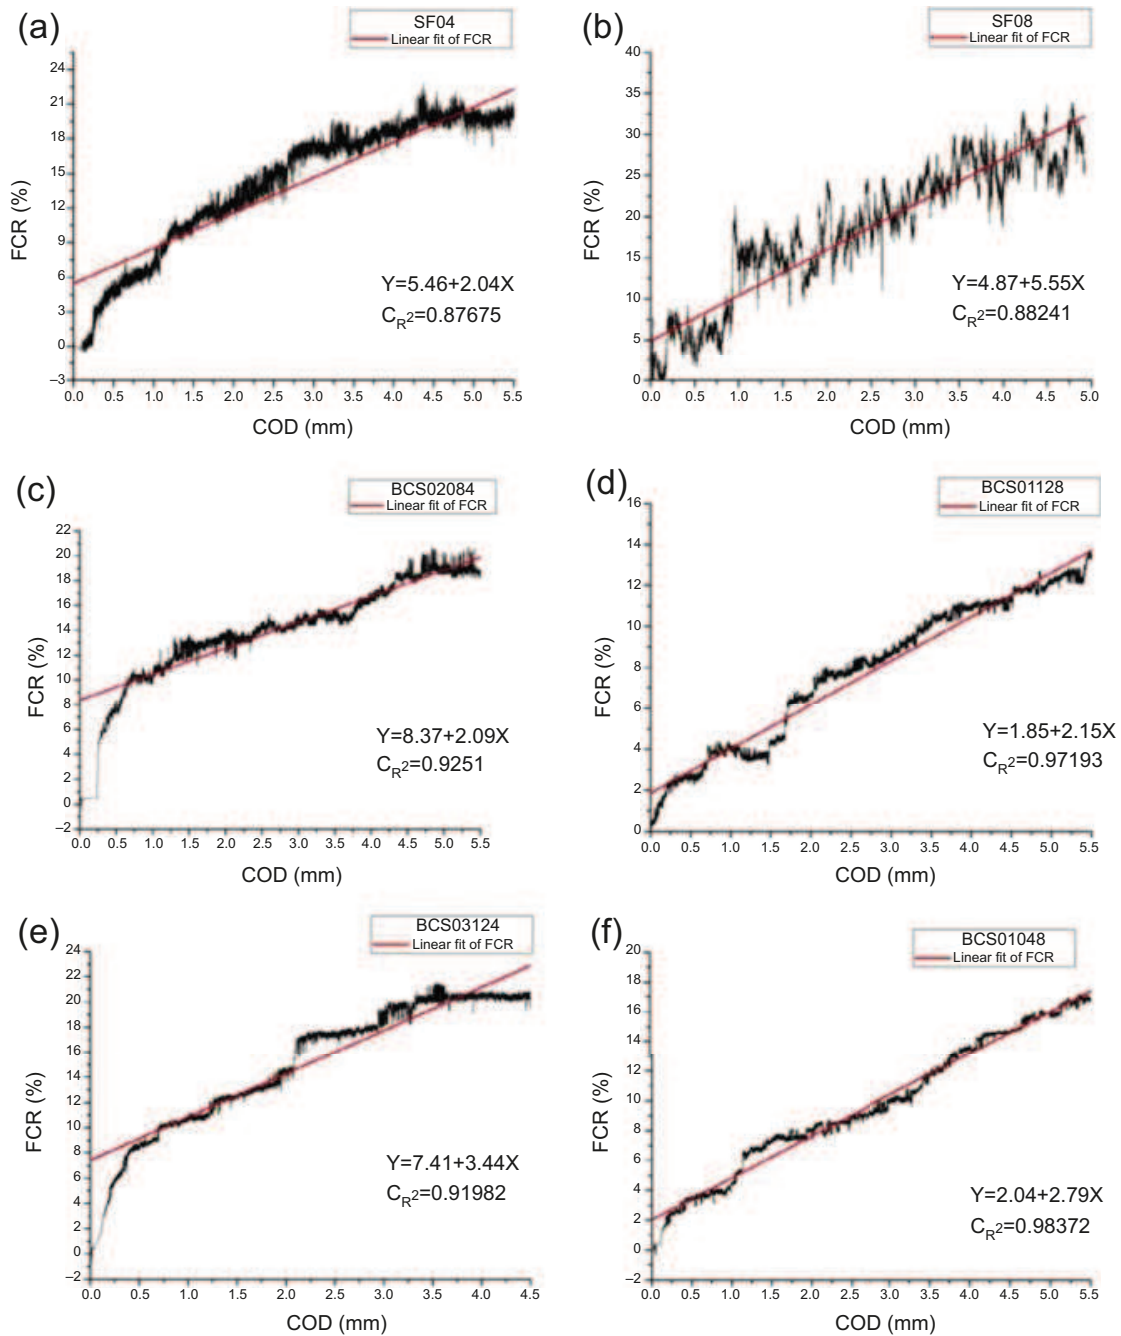 (a)
SF04
Linear fit of FCR
24
21
18
15
12
9
6
3
0
–3
FCR (%)
Y=5.46+2.04X
C_R²=0.87675
0.0 0.5 1.0 1.5 2.0 2.5 3.0 3.5 4.0 4.5 5.0 5.5
COD (mm)
(b)
SF08
Linear fit of FCR
40
35
30
25
20
15
10
5
0
FCR (%)
Y=4.87+5.55X
C_R²=0.88241
0.0 0.5 1.0 1.5 2.0 2.5 3.0 3.5 4.0 4.5 5.0
COD (mm)
(c)
BCS02084
Linear fit of FCR
22
20
18
16
14
12
10
8
6
4
2
0
–2
FCR (%)
Y=8.37+2.09X
C_R²=0.9251
0.0 0.5 1.0 1.5 2.0 2.5 3.0 3.5 4.0 4.5 5.0 5.5
COD (mm)
(d)
BCS01128
Linear fit of FCR
16
14
12
10
8
6
4
2
0
FCR (%)
Y=1.85+2.15X
C_R²=0.97193
0.0 0.5 1.0 1.5 2.0 2.5 3.0 3.5 4.0 4.5 5.0 5.5
COD (mm)
(e)
BCS03124
Linear fit of FCR
24
22
20
18
16
14
12
10
8
6
4
2
0
–2
FCR (%)
Y=7.41+3.44X
C_R²=0.91982
0.0 0.5 1.0 1.5 2.0 2.5 3.0 3.5 4.0 4.5
COD (mm)
(f)
BCS01048
Linear fit of FCR
20
18
16
14
12
10
8
6
4
2
0
–2
FCR (%)
Y=2.04+2.79X
C_R²=0.98372
0.0 0.5 1.0 1.5 2.0 2.5 3.0 3.5 4.0 4.5 5.0 5.5
COD (mm)